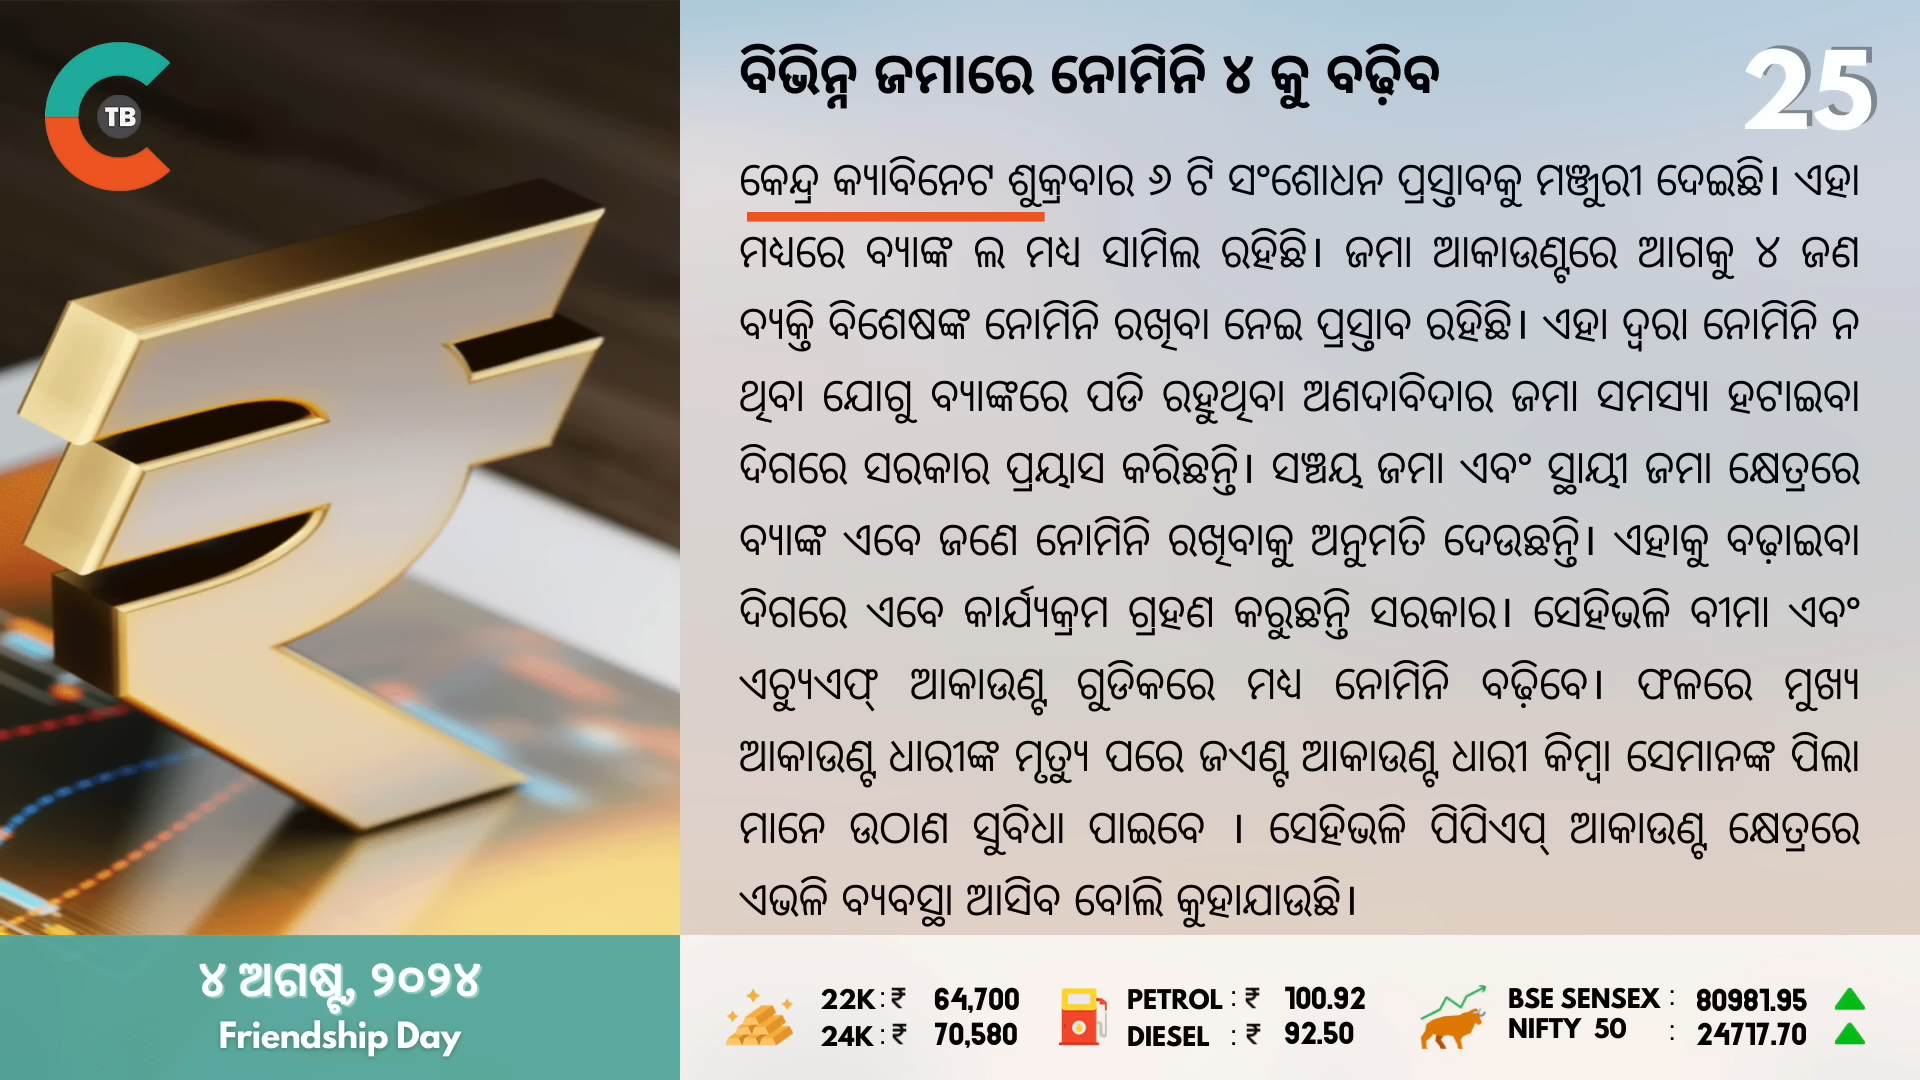 TB
ବିଭିନ୍ନ ଜମାରେ ନୋମିନି ୪ କୁ ବଢ଼ିବ
25
କେନ୍ଦ୍ର କ୍ୟାବିନେଟ ଶୁକ୍ରବାର ୬ ଟି ସଂଶୋଧନ ପ୍ରସ୍ତାବକୁ ମଞ୍ଜୁରୀ ଦେଇଛି। ଏହା
ମଧ୍ୟରେ ବ୍ୟାଙ୍କ ଲ ମଧ୍ୟ ସାମିଲ ରହିଛି। ଜମା ଆକାଉଣ୍ଟରେ ଆଗକୁ ୪ ଜଣ
ବ୍ୟକ୍ତି ବିଶେଷଙ୍କ ନୋମିନି ରଖିବା ନେଇ ପ୍ରସ୍ତାବ ରହିଛି। ଏହା ଦ୍ୱରା ନୋମିନି ନ
ଥିବା ଯୋଗୁ ବ୍ୟାଙ୍କରେ ପଡି ରହୁଥିବା ଅଣଦାବିଦାର ଜମା ସମସ୍ୟା ହଟାଇବା
ଦିଗରେ ସରକାର ପ୍ରୟାସ କରିଛନ୍ତି। ସଞ୍ଚୟ ଜମା ଏବଂ ସ୍ଥାୟୀ ଜମା କ୍ଷେତ୍ରରେ
ବ୍ୟାଙ୍କ ଏବେ ଜଣେ ନୋମିନି ରଖିବାକୁ ଅନୁମତି ଦେଉଛନ୍ତି। ଏହାକୁ ବଢ଼ାଇବା
ଦିଗରେ ଏବେ କାର୍ଯ୍ୟକ୍ରମ ଗ୍ରହଣ କରୁଛନ୍ତି ସରକାର। ସେହିଭଳି ବୀମା ଏବଂ
ଏଚ୍ୟୁଏଫ୍ ଆକାଉଣ୍ଟ ଗୁଡିକରେ ମଧ୍ୟ ନୋମିନି ବଢ଼ିବେ। ଫଳରେ ମୁଖ୍ୟ
ଆକାଉଣ୍ଟ ଧାରୀଙ୍କ ମୃତ୍ୟୁ ପରେ ଜଏଣ୍ଟ ଆକାଉଣ୍ଟ ଧାରୀ କିମ୍ବା ସେମାନଙ୍କ ପିଲା
ମାନେ ଉଠାଣ ସୁବିଧା ପାଇବେ । ସେହିଭଳି ପିପିଏପ୍ ଆକାଉଣ୍ଟ କ୍ଷେତ୍ରରେ
ଏଭଳି ବ୍ୟବସ୍ଥା ଆସିବ ବୋଲି କୁହାଯାଉଛି।
୪ ଅଗଷ୍ଟ, ୨୦୨୪
Friendship Day
22K : ₹ 64,700
24K : ₹ 70,580
PETROL : ₹ 100.92
DIESEL : ₹ 92.50
BSE SENSEX : 80981.95
NIFTY 50 : 24717.70